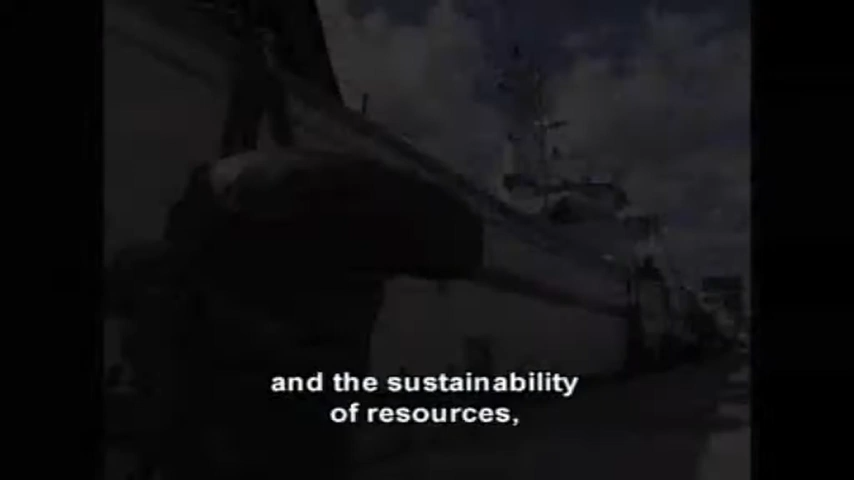 and the sustainability
of resources,